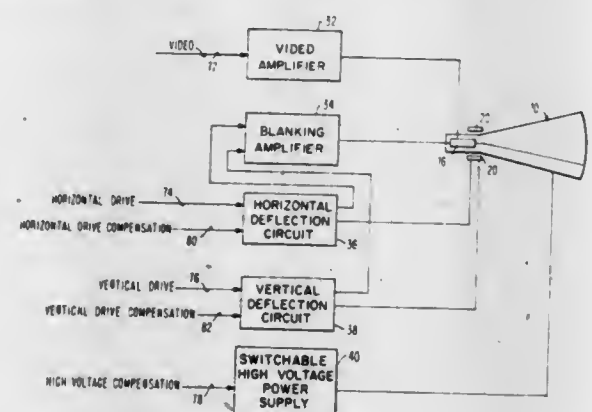 32
VIDEO
72
VIDEO
AMPLIFIER
34
BLANKING
AMPLIFIER
20
10
16
20
HORIZONTAL DRIVE
74
HORIZONTAL DRIVE COMPENSATION
80
HORIZONTAL
DEFLECTION
CIRCUIT
36
VERTICAL DRIVE
76
VERTICAL DRIVE COMPENSATION
82
VERTICAL
DEFLECTION
CIRCUIT
38
40
SWITCHABLE
HIGH VOLTAGE
POWER
SUPPLY
HIGH VOLTAGE COMPENSATION
78